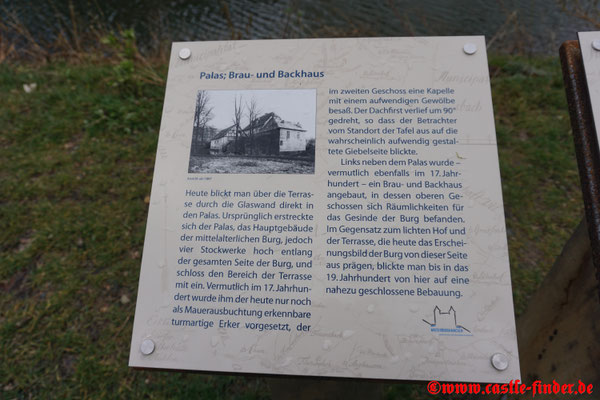 Palas; Brau- und Backhaus
Heute blickt man über die Terras-
se durch die Glaswand direkt in
den Palas. Ursprünglich erstreckte
sich der Palas, das Hauptgebäude
der mittelalterlichen Burg, jedoch
vier Stockwerke hoch entlang
der gesamten Seite der Burg, und
schloss den Bereich der Terrasse
mit ein. Vermutlich im 17. Jahrhun-
dert wurde ihm der heute nur noch
als Mauerausbuchtung erkennbare
turmartige Erker vorgesetzt, der
im zweiten Geschoss eine Kapelle
mit einem aufwendigen Gewölbe
besaß. Der Dachfirst verlief um 90°
gedreht, so dass der Betrachter
vom Standort der Tafel aus auf die
wahrscheinlich aufwendig gestal-
tete Giebelseite blickte.
Links neben dem Palas wurde –
vermutlich ebenfalls im 17. Jahr-
hundert – ein Brau- und Backhaus
angebaut, in dessen oberen Ge-
schossen sich Räumlichkeiten für
das Gesinde der Burg befanden.
Im Gegensatz zum lichten Hof und
der Terrasse, die heute das Erschei-
nungsbild der Burg von dieser Seite
aus prägen, blickte man bis in das
19. Jahrhundert von hier auf eine
nahezu geschlossene Bebauung.
©www.castle-finder.de